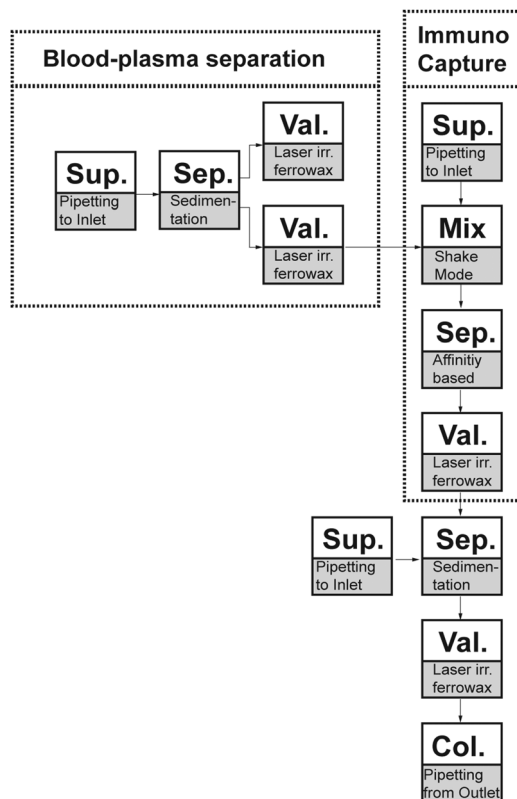 Blood-plasma separation
Immuno
Capture
Sup.
Pipetting
to Inlet
Sep.
Sedimen-
tation
Val.
Laser irr.
ferrowax
Val.
Laser irr.
ferrowax
Sup.
Pipetting
to Inlet
Mix
Shake
Mode
Sep.
Affinitiy
based
Val.
Laser irr.
ferrowax
Sup.
Pipetting
to Inlet
Sep.
Sedimen-
tation
Val.
Laser irr.
ferrowax
Col.
Pipetting
from Outlet